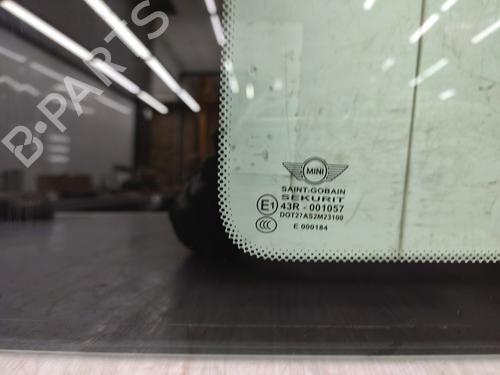 B-PARTS
MINI
SAINT-GOBAIN
SEKURIT
E1 43R - 001057
CCC DOT27AS2M23100
E 000184